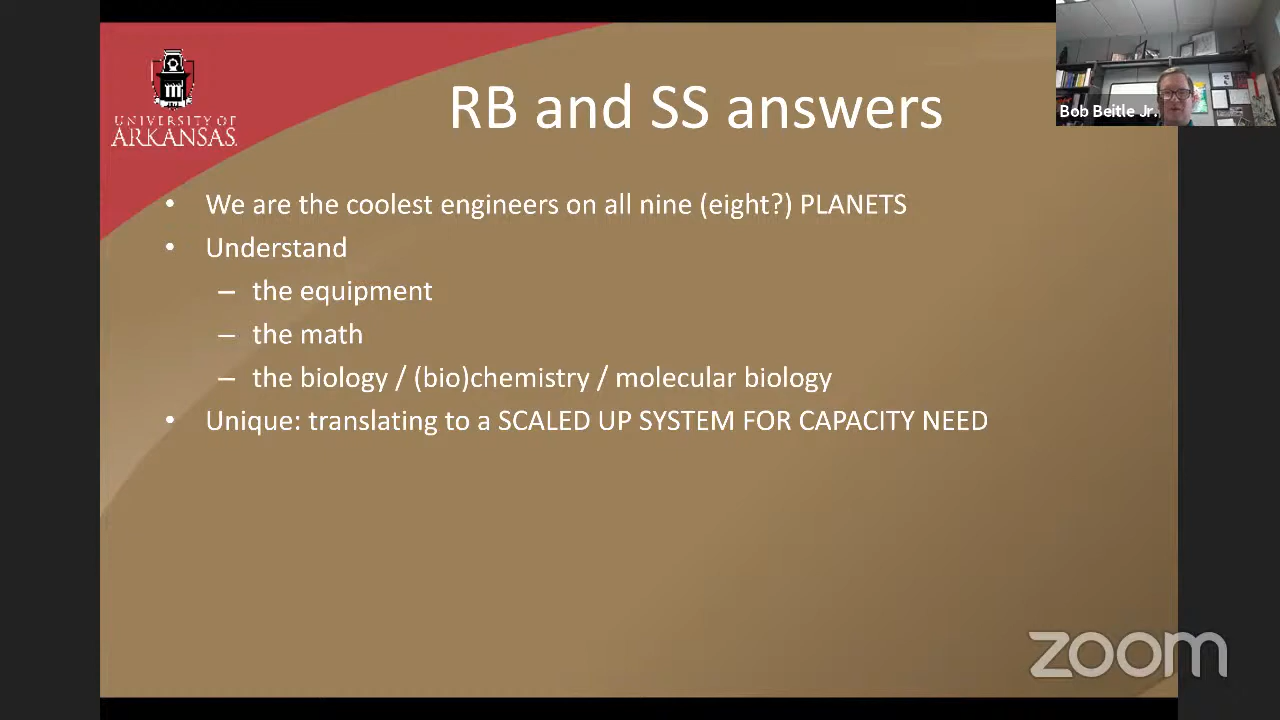 UNIVERSITY OF
ARKANSAS.
RB and SS answers
Bob Beitle Jr.
• We are the coolest engineers on all nine (eight?) PLANETS
• Understand
– the equipment
– the math
– the biology / (bio)chemistry / molecular biology
• Unique: translating to a SCALED UP SYSTEM FOR CAPACITY NEED
zoom